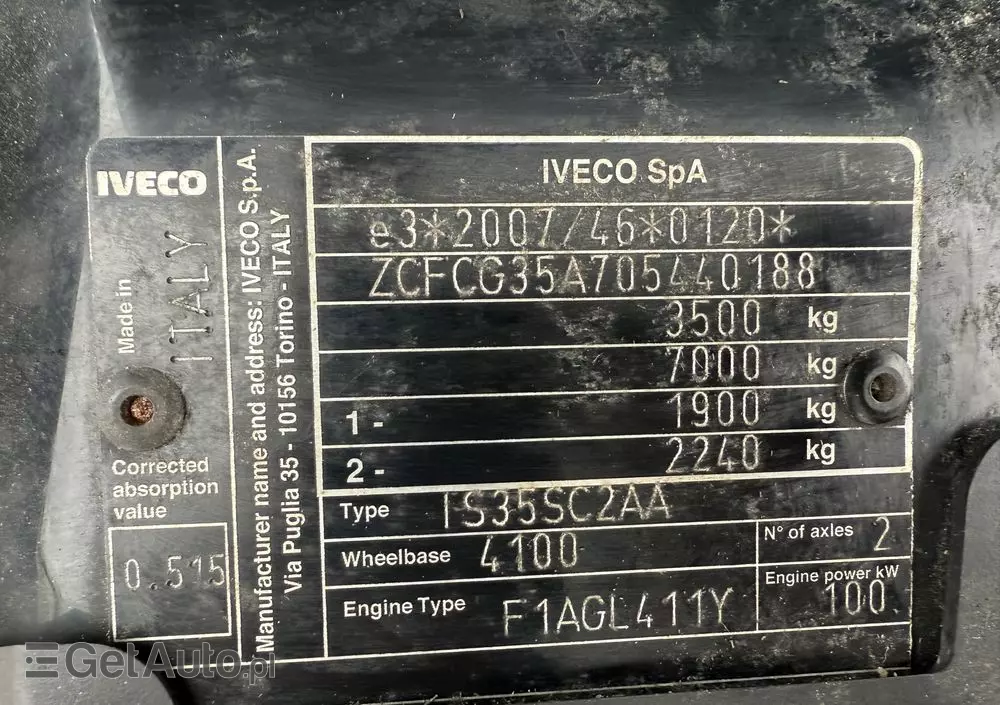 IVECO
Made in
ITALY
Corrected
absorption
value
0.515
Manufacturer name and address: IVECO S.p.A.
Via Puglia 35 - 10156 Torino - ITALY
IVECO SpA
e3*2007/46*0120*
ZCFCG35A705440188
3500 kg
7000 kg
1 - 1900 kg
2 - 2240 kg
Type IS35SC2AA
Wheelbase 4100
N° of axles 2
Engine Type F1AGL411Y
Engine power kW
100
GetAuto.pl